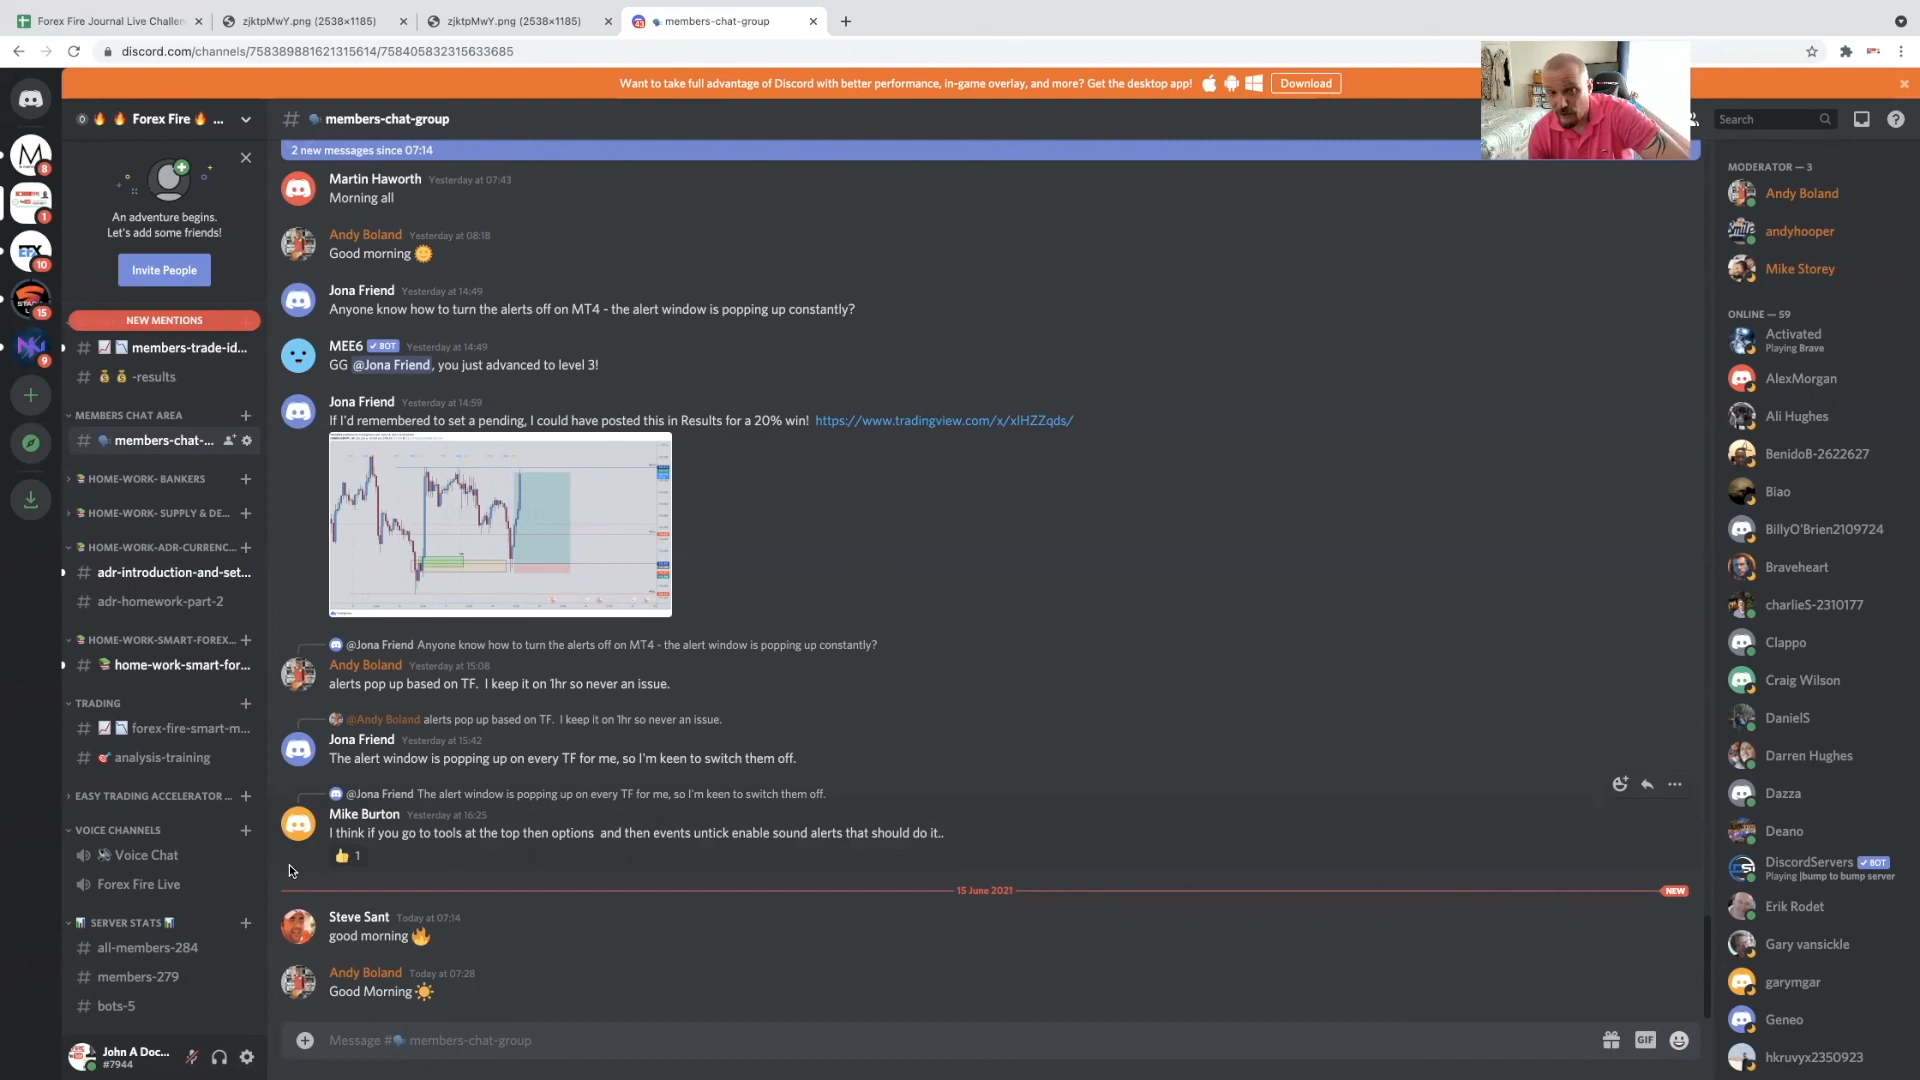 Forex Fire Journal Live Challen
zjktpMwY.png (2538×1185)
zjktpMwY.png (2538×1185)
members-chat-group
discord.com/channels/758389881621315614/758405832315633685
Want to take full advantage of Discord with better performance, in-game overlay, and more? Get the desktop app!
Download
Forex Fire ...
members-chat-group
Search
2 new messages since 07:14
8
1
EFX
10
15
9
An adventure begins.
Let's add some friends!
Invite People
NEW MENTIONS
members-trade-id...
-results
MEMBERS CHAT AREA
members-chat-...
HOME-WORK- BANKERS
HOME-WORK- SUPPLY & DE...
HOME-WORK-ADR-CURRENC...
adr-introduction-and-set...
adr-homework-part-2
HOME-WORK-SMART-FOREX...
home-work-smart-for...
TRADING
forex-fire-smart-m...
analysis-training
EASY TRADING ACCELERATOR ...
VOICE CHANNELS
Voice Chat
Forex Fire Live
SERVER STATS
all-members-284
members-279
bots-5
John A Doc...
#7944
Martin Haworth Yesterday at 07:43
Morning all
Andy Boland Yesterday at 08:18
Good morning 🌞
Jona Friend Yesterday at 14:49
Anyone know how to turn the alerts off on MT4 - the alert window is popping up constantly?
MEE6 ✓ BOT Yesterday at 14:49
GG @Jona Friend, you just advanced to level 3!
Jona Friend Yesterday at 14:59
If I'd remembered to set a pending, I could have posted this in Results for a 20% win! https://www.tradingview.com/x/xlHZZqds/
@Jona Friend Anyone know how to turn the alerts off on MT4 - the alert window is popping up constantly?
Andy Boland Yesterday at 15:08
alerts pop up based on TF. I keep it on 1hr so never an issue.
@Andy Boland alerts pop up based on TF. I keep it on 1hr so never an issue.
Jona Friend Yesterday at 15:42
The alert window is popping up on every TF for me, so I'm keen to switch them off.
@Jona Friend The alert window is popping up on every TF for me, so I'm keen to switch them off.
Mike Burton Yesterday at 16:25
I think if you go to tools at the top then options and then events untick enable sound alerts that should do it..
👍 1
15 June 2021
NEW
Steve Sant Today at 07:14
good morning 🔥
Andy Boland Today at 07:28
Good Morning ☀️
Message # members-chat-group
GIF
MODERATOR — 3
Andy Boland
andyhooper
Mike Storey
ONLINE — 59
Activated
Playing Brave
AlexMorgan
Ali Hughes
BenidoB-2622627
Biao
BillyO'Brien2109724
Braveheart
charlieS-2310177
Clappo
Craig Wilson
DanielS
Darren Hughes
Dazza
Deano
DiscordServers ✓ BOT
Playing |bump to bump server
Erik Rodet
Gary vansickle
garymgar
Geneo
hkruvyx2350923